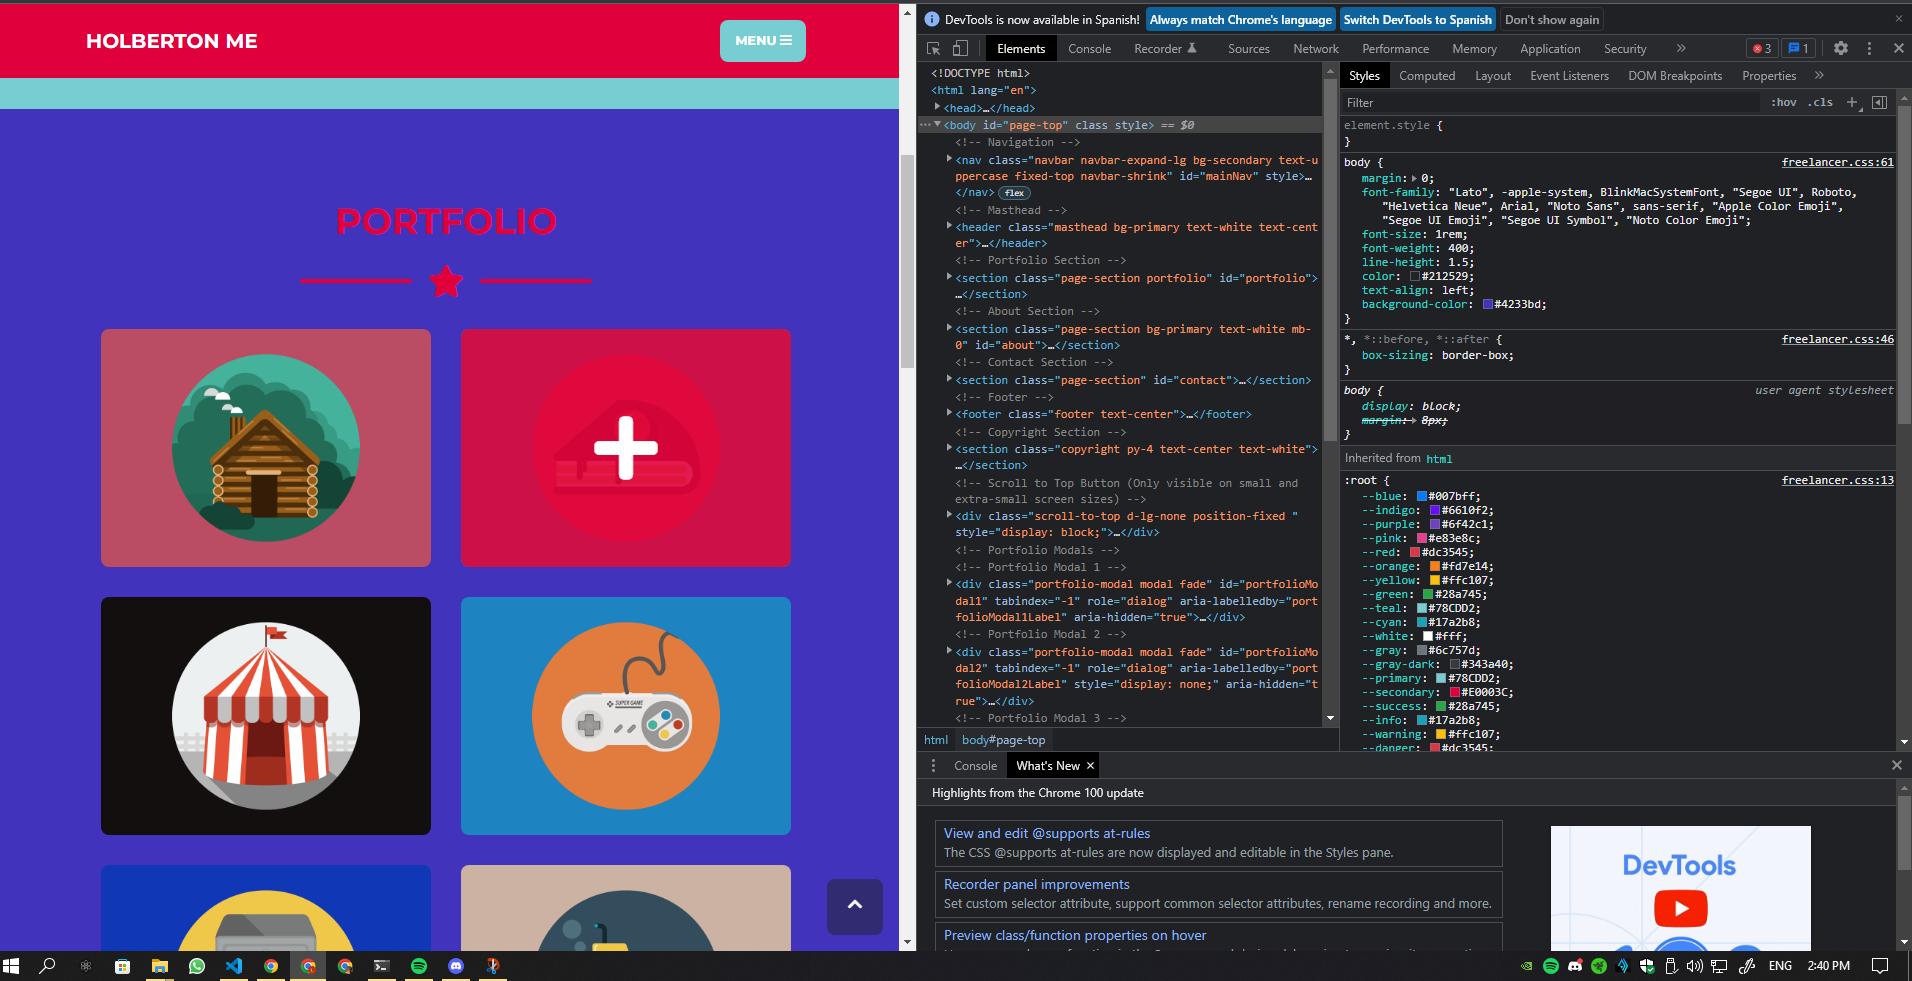 HOLBERTON ME
MENU
PORTFOLIO
SUPER GAME
DevTools is now available in Spanish!
Always match Chrome's language
Switch DevTools to Spanish
Don't show again
Elements
Console
Recorder
Sources
Network
Performance
Memory
Application
Security
3
1
<!DOCTYPE html>
<html lang="en">
<head>…</head>
<body id="page-top" class style> == $0
<!-- Navigation -->
<nav class="navbar navbar-expand-lg bg-secondary text-u
ppercase fixed-top navbar-shrink" id="mainNav" style>…
</nav> flex
<!-- Masthead -->
<header class="masthead bg-primary text-white text-cent
er">…</header>
<!-- Portfolio Section -->
<section class="page-section portfolio" id="portfolio">
…</section>
<!-- About Section -->
<section class="page-section bg-primary text-white mb-
0" id="about">…</section>
<!-- Contact Section -->
<section class="page-section" id="contact">…</section>
<!-- Footer -->
<footer class="footer text-center">…</footer>
<!-- Copyright Section -->
<section class="copyright py-4 text-center text-white">
…</section>
<!-- Scroll to Top Button (Only visible on small and
extra-small screen sizes) -->
<div class="scroll-to-top d-lg-none position-fixed "
style="display: block;">…</div>
<!-- Portfolio Modals -->
<!-- Portfolio Modal 1 -->
<div class="portfolio-modal modal fade" id="portfolioMo
dal1" tabindex="-1" role="dialog" aria-labelledby="port
folioModal1Label" aria-hidden="true">…</div>
<!-- Portfolio Modal 2 -->
<div class="portfolio-modal modal fade" id="portfolioMo
dal2" tabindex="-1" role="dialog" aria-labelledby="port
folioModal2Label" style="display: none;" aria-hidden="t
rue">…</div>
<!-- Portfolio Modal 3 -->
html
body#page-top
Styles
Computed
Layout
Event Listeners
DOM Breakpoints
Properties
Filter
:hov
.cls
element.style {
}
body { freelancer.css:61
margin: 0;
font-family: "Lato", -apple-system, BlinkMacSystemFont, "Segoe UI", Roboto,
"Helvetica Neue", Arial, "Noto Sans", sans-serif, "Apple Color Emoji",
"Segoe UI Emoji", "Segoe UI Symbol", "Noto Color Emoji";
font-size: 1rem;
font-weight: 400;
line-height: 1.5;
color: #212529;
text-align: left;
background-color: #4233bd;
}
*, *::before, *::after { freelancer.css:46
box-sizing: border-box;
}
body { user agent stylesheet
display: block;
margin: 8px;
}
Inherited from html
:root { freelancer.css:13
--blue: #007bff;
--indigo: #6610f2;
--purple: #6f42c1;
--pink: #e83e8c;
--red: #dc3545;
--orange: #fd7e14;
--yellow: #ffc107;
--green: #28a745;
--teal: #78CDD2;
--cyan: #17a2b8;
--white: #fff;
--gray: #6c757d;
--gray-dark: #343a40;
--primary: #78CDD2;
--secondary: #E0003C;
--success: #28a745;
--info: #17a2b8;
--warning: #ffc107;
--danger: #dc3545;
Console
What's New
Highlights from the Chrome 100 update
View and edit @supports at-rules
The CSS @supports at-rules are now displayed and editable in the Styles pane.
Recorder panel improvements
Set custom selector attribute, support common selector attributes, rename recording and more.
Preview class/function properties on hover
DevTools
ENG
2:40 PM